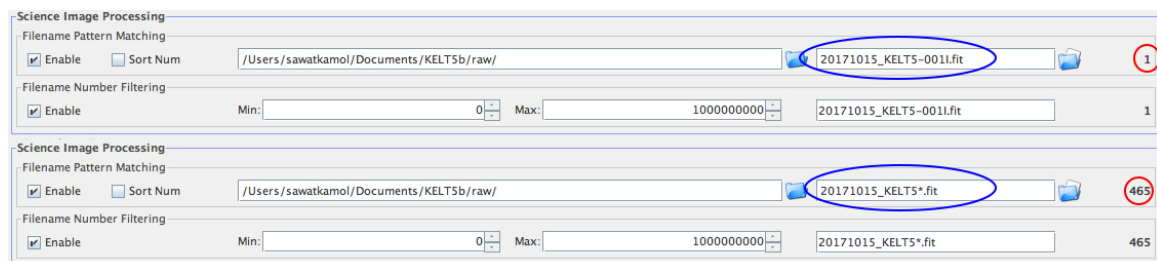 Science Image Processing
Filename Pattern Matching
Enable Sort Num /Users/sawatkamol/Documents/KELT5b/raw/ 20171015_KELT5-001I.fit 1
Filename Number Filtering
Enable Min: 0 Max: 1000000000 20171015_KELT5-001I.fit 1
Science Image Processing
Filename Pattern Matching
Enable Sort Num /Users/sawatkamol/Documents/KELT5b/raw/ 20171015_KELT5*.fit 465
Filename Number Filtering
Enable Min: 0 Max: 1000000000 20171015_KELT5*.fit 465